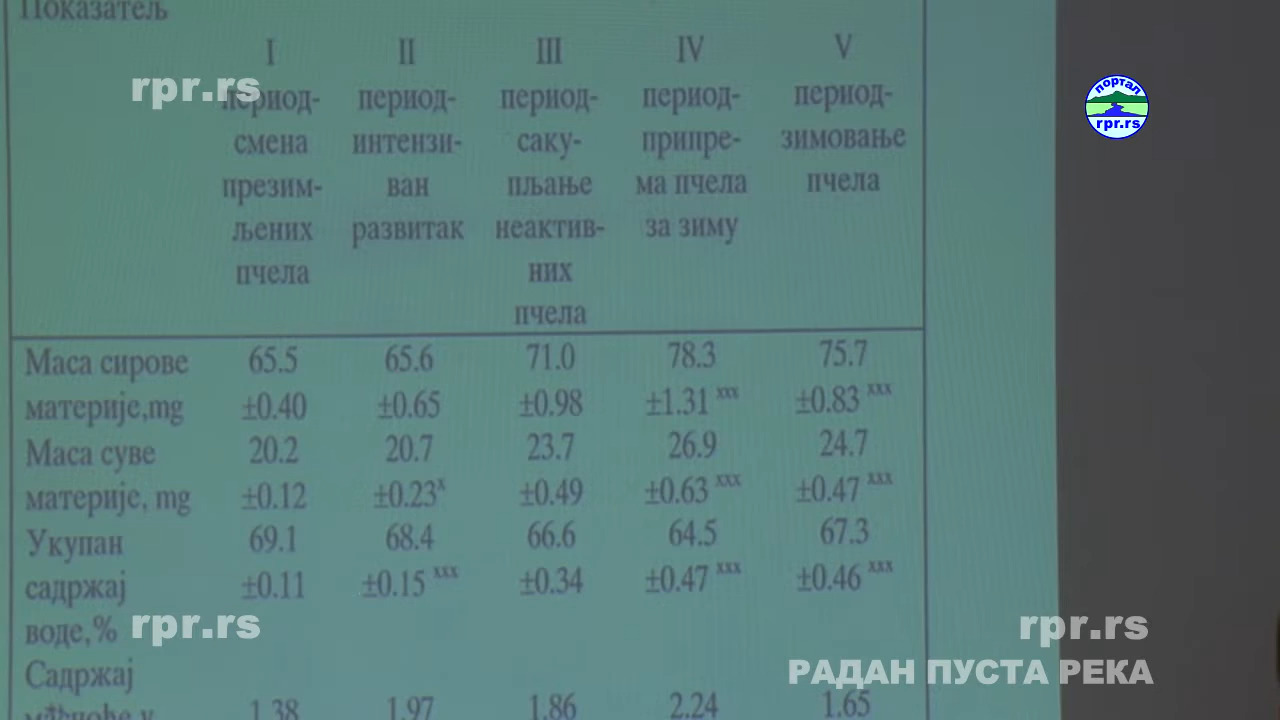 Показатељ
I II III IV V
период- период- период- период- период-
смена интензи- саку- припре- зимовање
презим- ван пљање ма пчела пчела
љених развитак неактив- за зиму
пчела них
пчела
Маса сирове 65.5 65.6 71.0 78.3 75.7
материје,mg ±0.40 ±0.65 ±0.98 ±1.31 xxx ±0.83 xxx
Маса суве 20.2 20.7 23.7 26.9 24.7
материје, mg ±0.12 ±0.23x ±0.49 ±0.63 xxx ±0.47 xxx
Укупан 69.1 68.4 66.6 64.5 67.3
садржај ±0.11 ±0.15 xxx ±0.34 ±0.47 xxx ±0.46 xxx
воде,%
Садржај
1.38 1.97 1.86 2.24 1.65
rpr.rs
портал
rpr.rs
rpr.rs
rpr.rs
РАДАН ПУСТА РЕКА